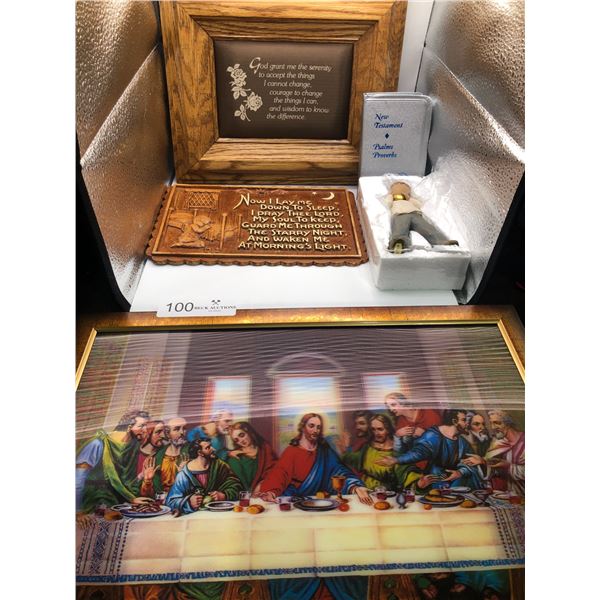 God grant me the serenity
to accept the things
I cannot change,
courage to change
the things I can,
and wisdom to know
the difference.
New
Testament
Psalms
Proverbs
NOW I LAY ME
DOWN TO SLEEP,
I PRAY THEE LORD,
MY SOUL TO KEEP,
GUARD ME THROUGH
THE STARRY NIGHT,
AND WAKEN ME
AT MORNING'S LIGHT.
100 BECK AUCTIONS